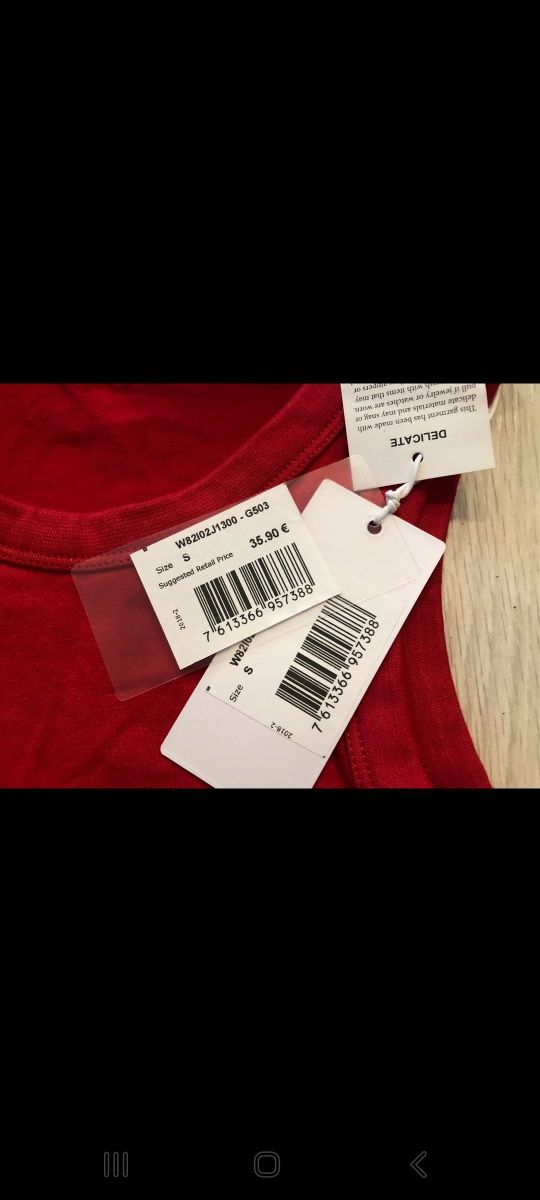 DELICATE
This garment has been made with
delicate materials and may snag or
pull if jewelry or watches are worn.
with items that may
zippers or
W82I02J1300 - G503
Size S
Suggested Retail Price 35.90 €
2018-2
7 613366 957388
Size S
2018-2
7 613366 957388